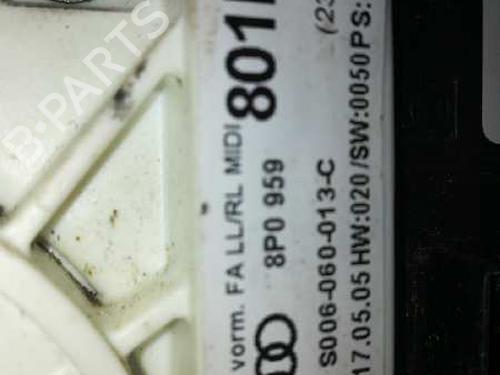 vorm. FA LL/RL MIDI
801
8P0 959
S006-060-013-C
(23
17.05.05 HW:020/SW:0050 PS:
B-PARTS